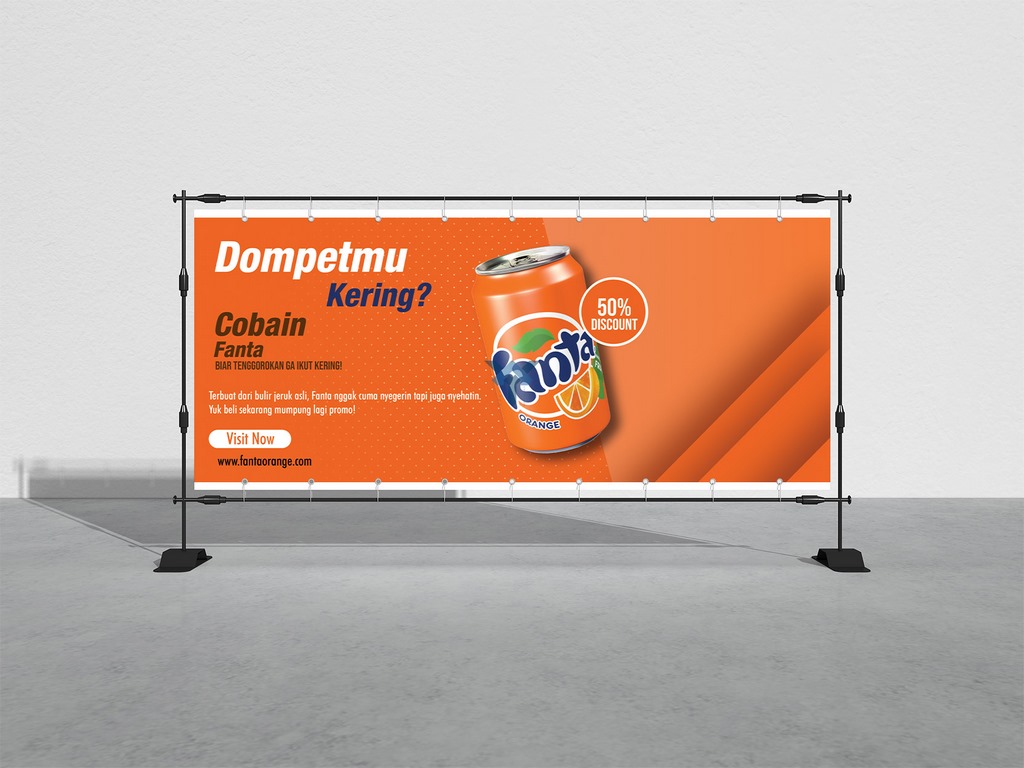 Dompetmu
Kering?
Cobain
Fanta
BIAR TENGGOROKAN GA IKUT KERING!
Terbuat dari bulir jeruk asli, Fanta nggak cuma nyegerin tapi juga nyehatin.
Yuk beli sekarang mumpung lagi promo!
Visit Now
www.fantaorange.com
Fanta
ORANGE
50%
DISCOUNT